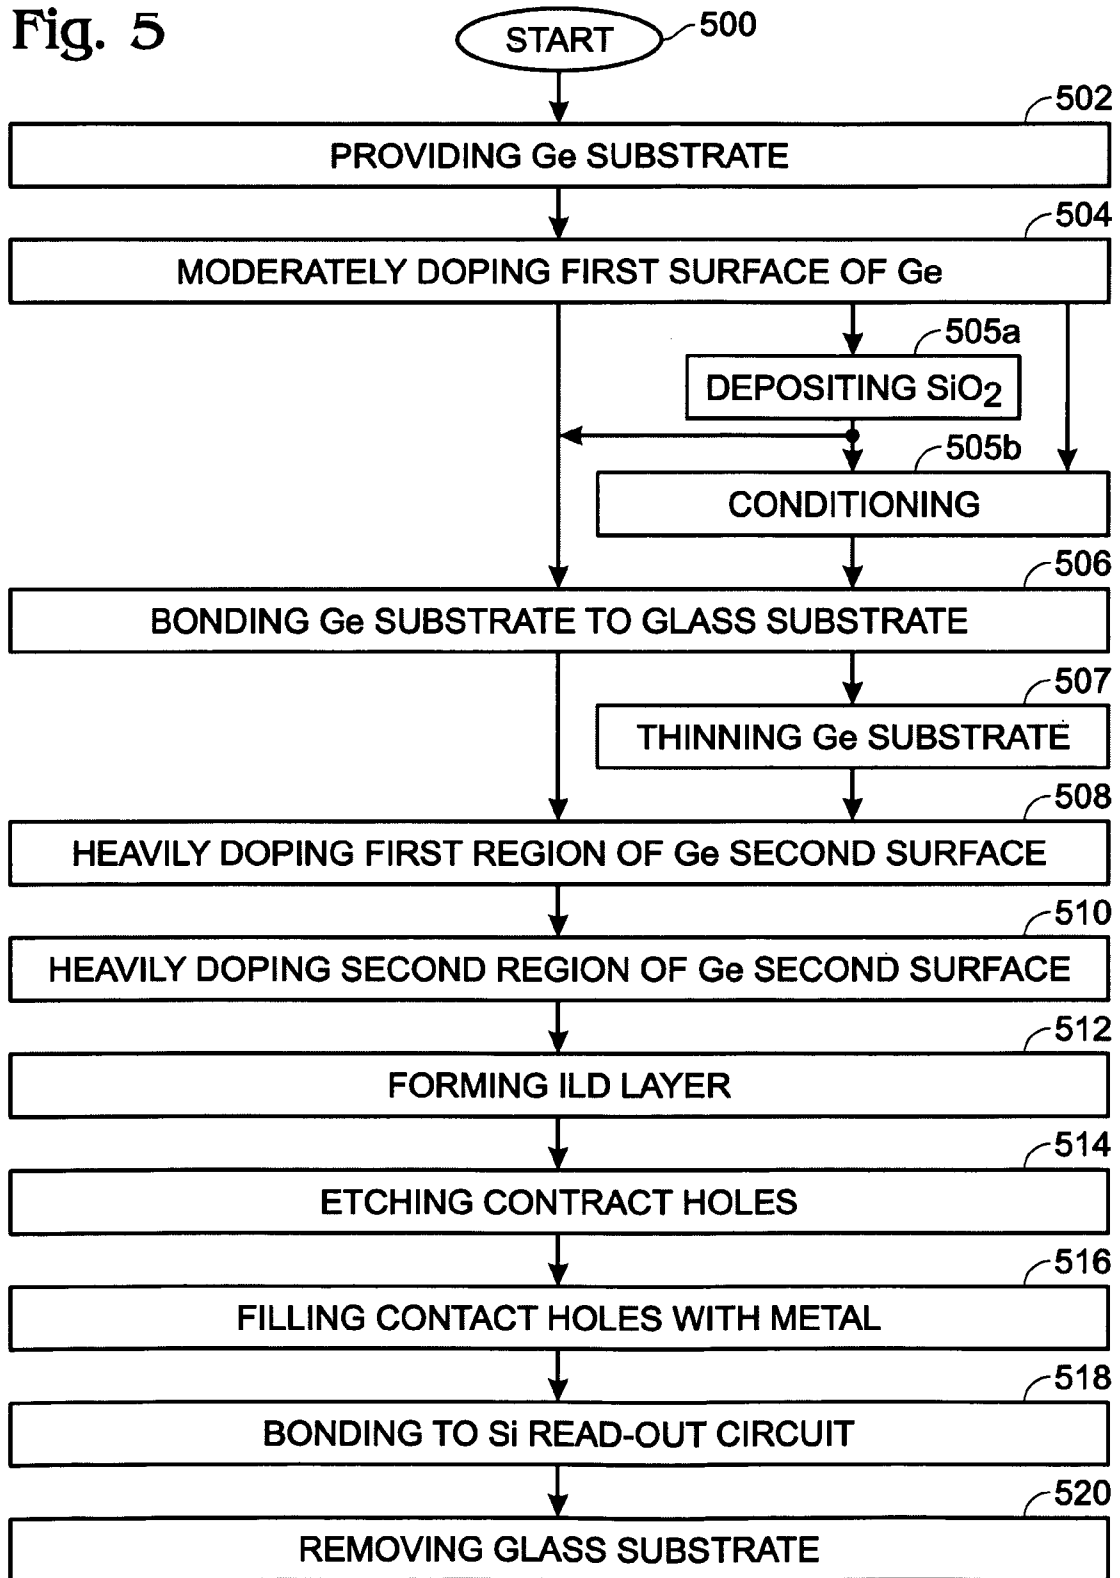 Fig. 5
START
500
502
PROVIDING Ge SUBSTRATE
504
MODERATELY DOPING FIRST SURFACE OF Ge
505a
DEPOSITING SiO2
505b
CONDITIONING
506
BONDING Ge SUBSTRATE TO GLASS SUBSTRATE
507
THINNING Ge SUBSTRATE
508
HEAVILY DOPING FIRST REGION OF Ge SECOND SURFACE
510
HEAVILY DOPING SECOND REGION OF Ge SECOND SURFACE
512
FORMING ILD LAYER
514
ETCHING CONTRACT HOLES
516
FILLING CONTACT HOLES WITH METAL
518
BONDING TO Si READ-OUT CIRCUIT
520
REMOVING GLASS SUBSTRATE